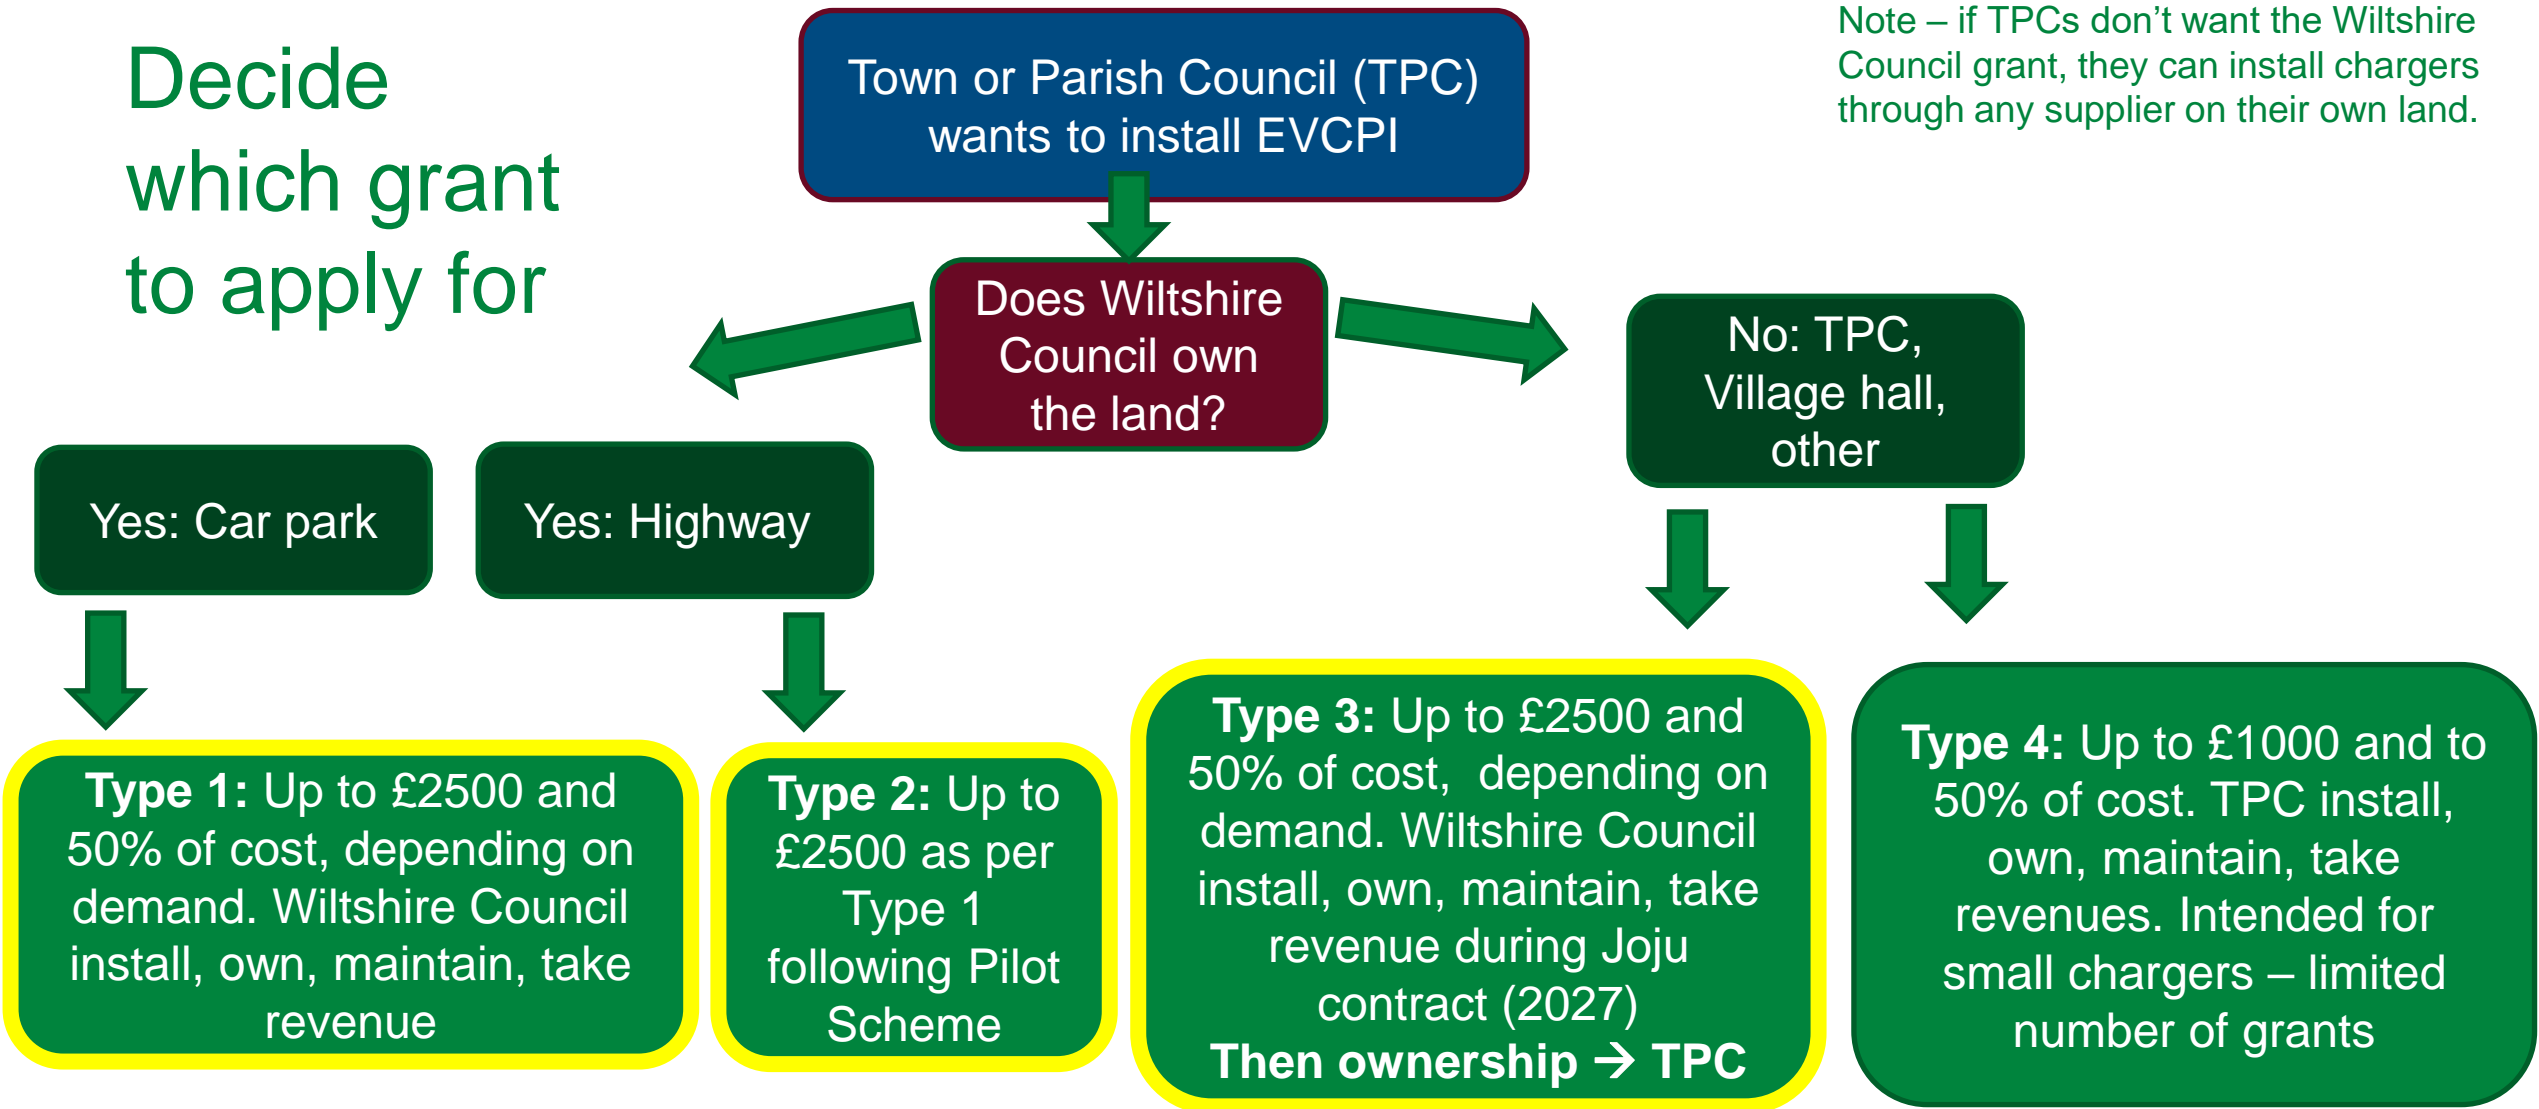 Decide
which grant
to apply for
Town or Parish Council (TPC)
wants to install EVCPI
Note – if TPCs don’t want the Wiltshire
Council grant, they can install chargers
through any supplier on their own land.
Does Wiltshire
Council own
the land?
No: TPC,
Village hall,
other
Yes: Car park
Yes: Highway
Type 1: Up to £2500 and
50% of cost, depending on
demand. Wiltshire Council
install, own, maintain, take
revenue
Type 2: Up to
£2500 as per
Type 1
following Pilot
Scheme
Type 3: Up to £2500 and
50% of cost,  depending on
demand. Wiltshire Council
install, own, maintain, take
revenue during Joju
contract (2027)
Then ownership → TPC
Type 4: Up to £1000 and to
50% of cost. TPC install,
own, maintain, take
revenues. Intended for
small chargers – limited
number of grants